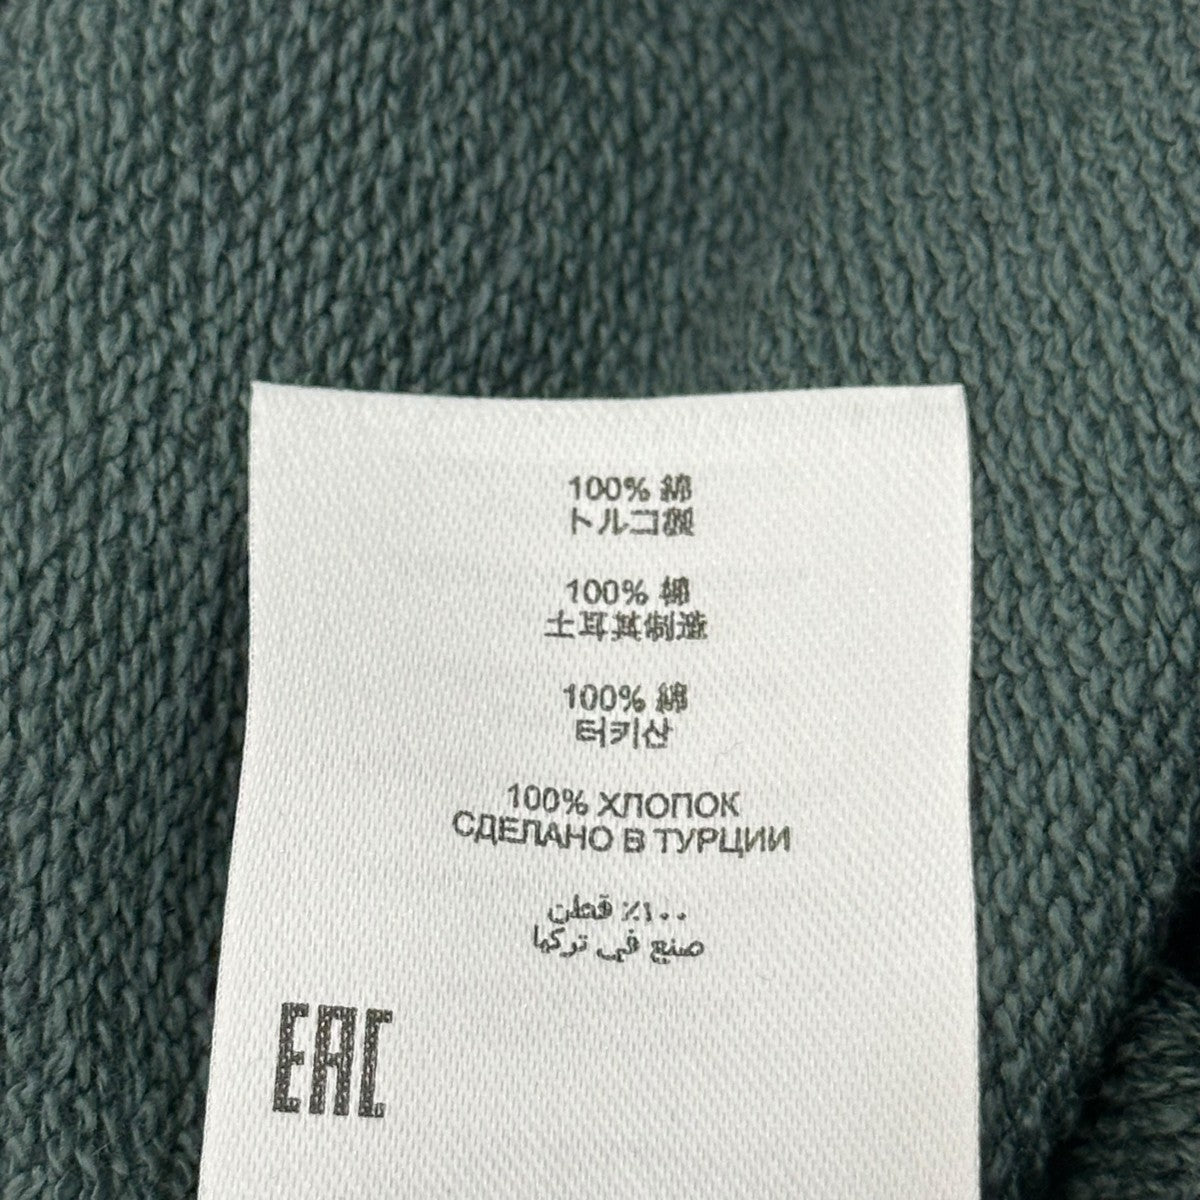 100% 綿
トルコ製
100% 棉
土耳其制造
100% 綿
터키산
100% ХЛОПОК
СДЕЛАНО В ТУРЦИИ
١٠٠٪ قطن
صنع في تركيا
EAC